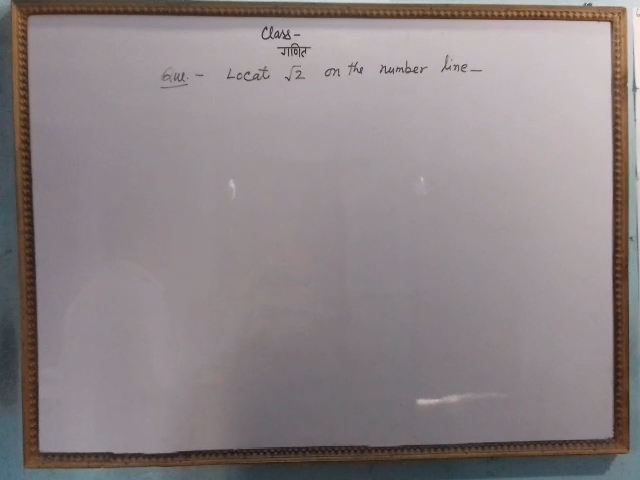 Class-
गणित
Que.- Locat √2 on the number line-